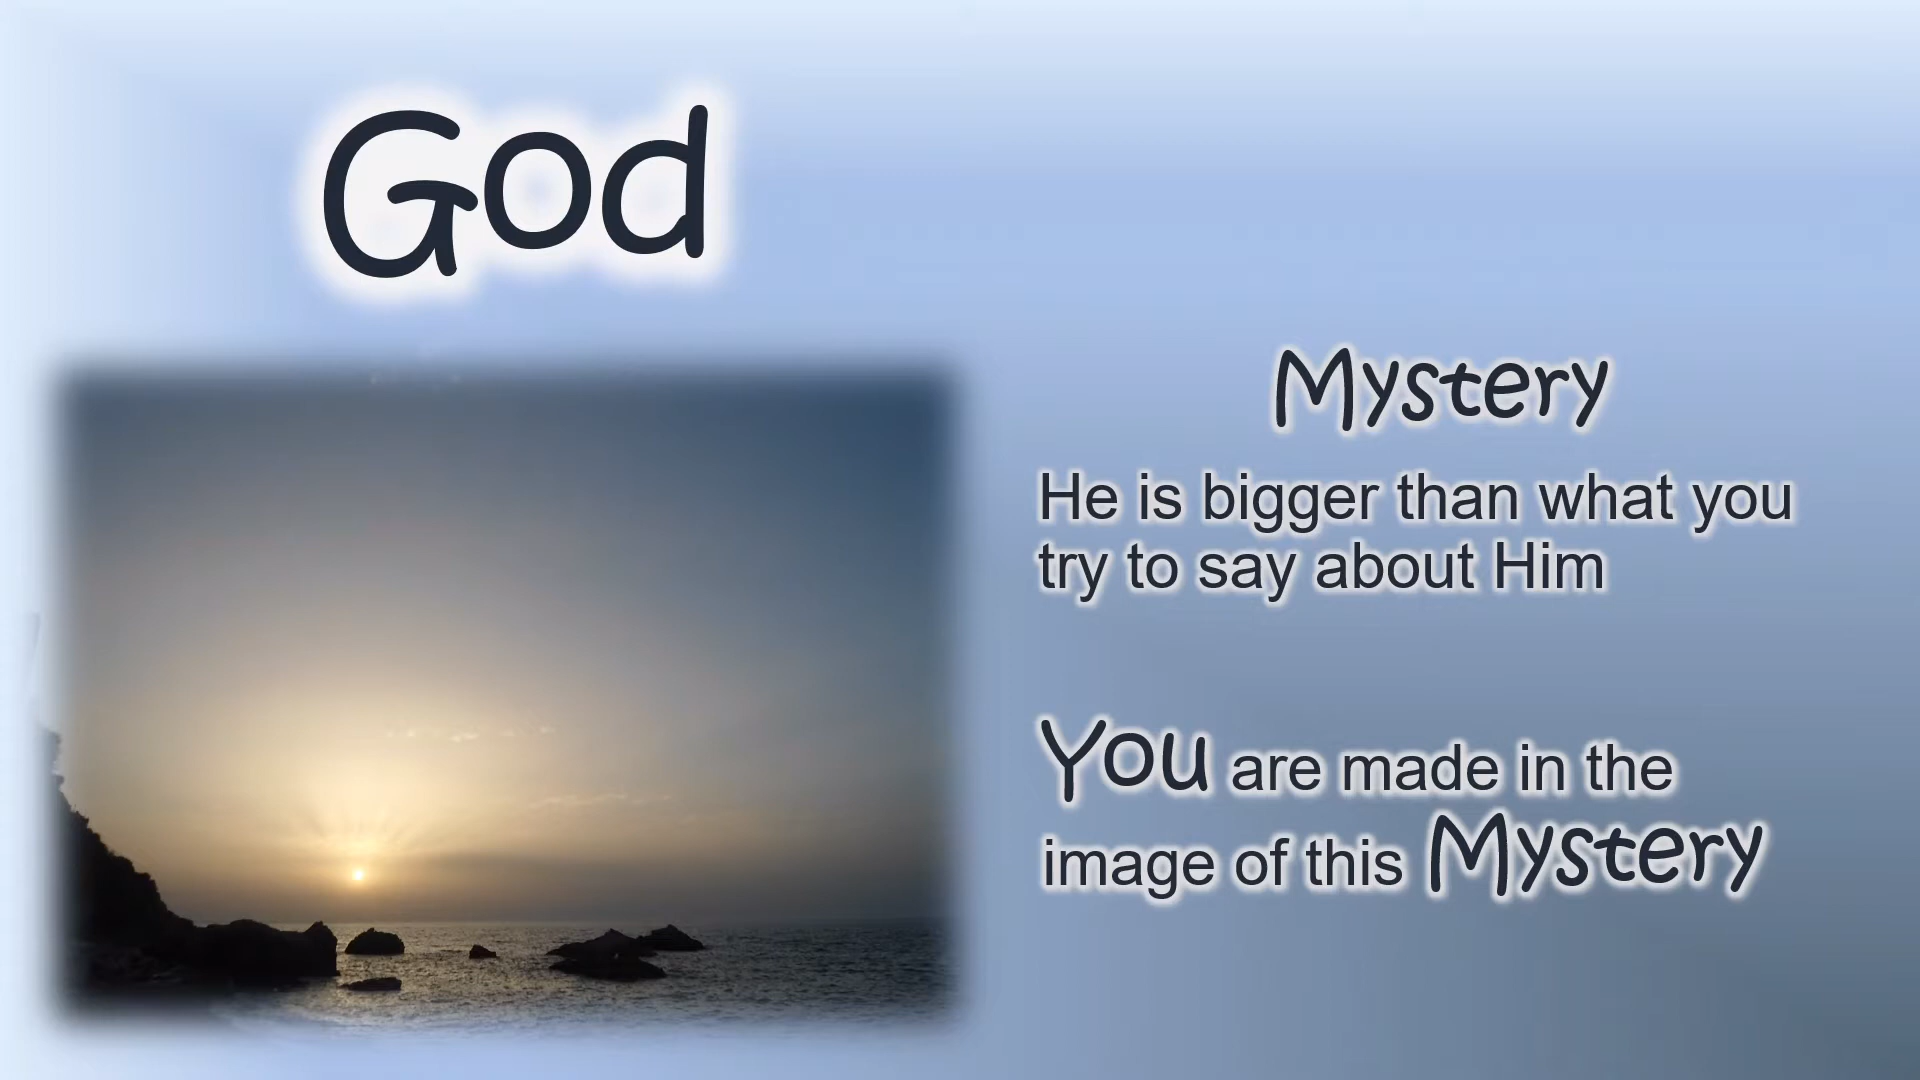 God
Mystery
He is bigger than what you
try to say about Him
You are made in the
image of this Mystery